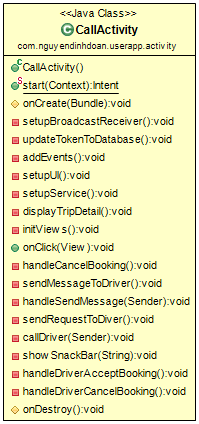 <<Java Class>>
CallActivity
com.nguyendinhdoan.userapp.activity
CallActivity()
start(Context):Intent
onCreate(Bundle):void
setupBroadcastReceiver():void
updateTokenToDatabase():void
addEvents():void
setupUI():void
setupService():void
displayTripDetail():void
initViews():void
onClick(View ):void
handleCancelBooking():void
sendMessageToDriver():void
handleSendMessage(Sender):void
sendRequestToDiver():void
callDriver(Sender):void
showSnackBar(String):void
handleDriverAcceptBooking():void
handleDriverCancelBooking():void
onDestroy():void